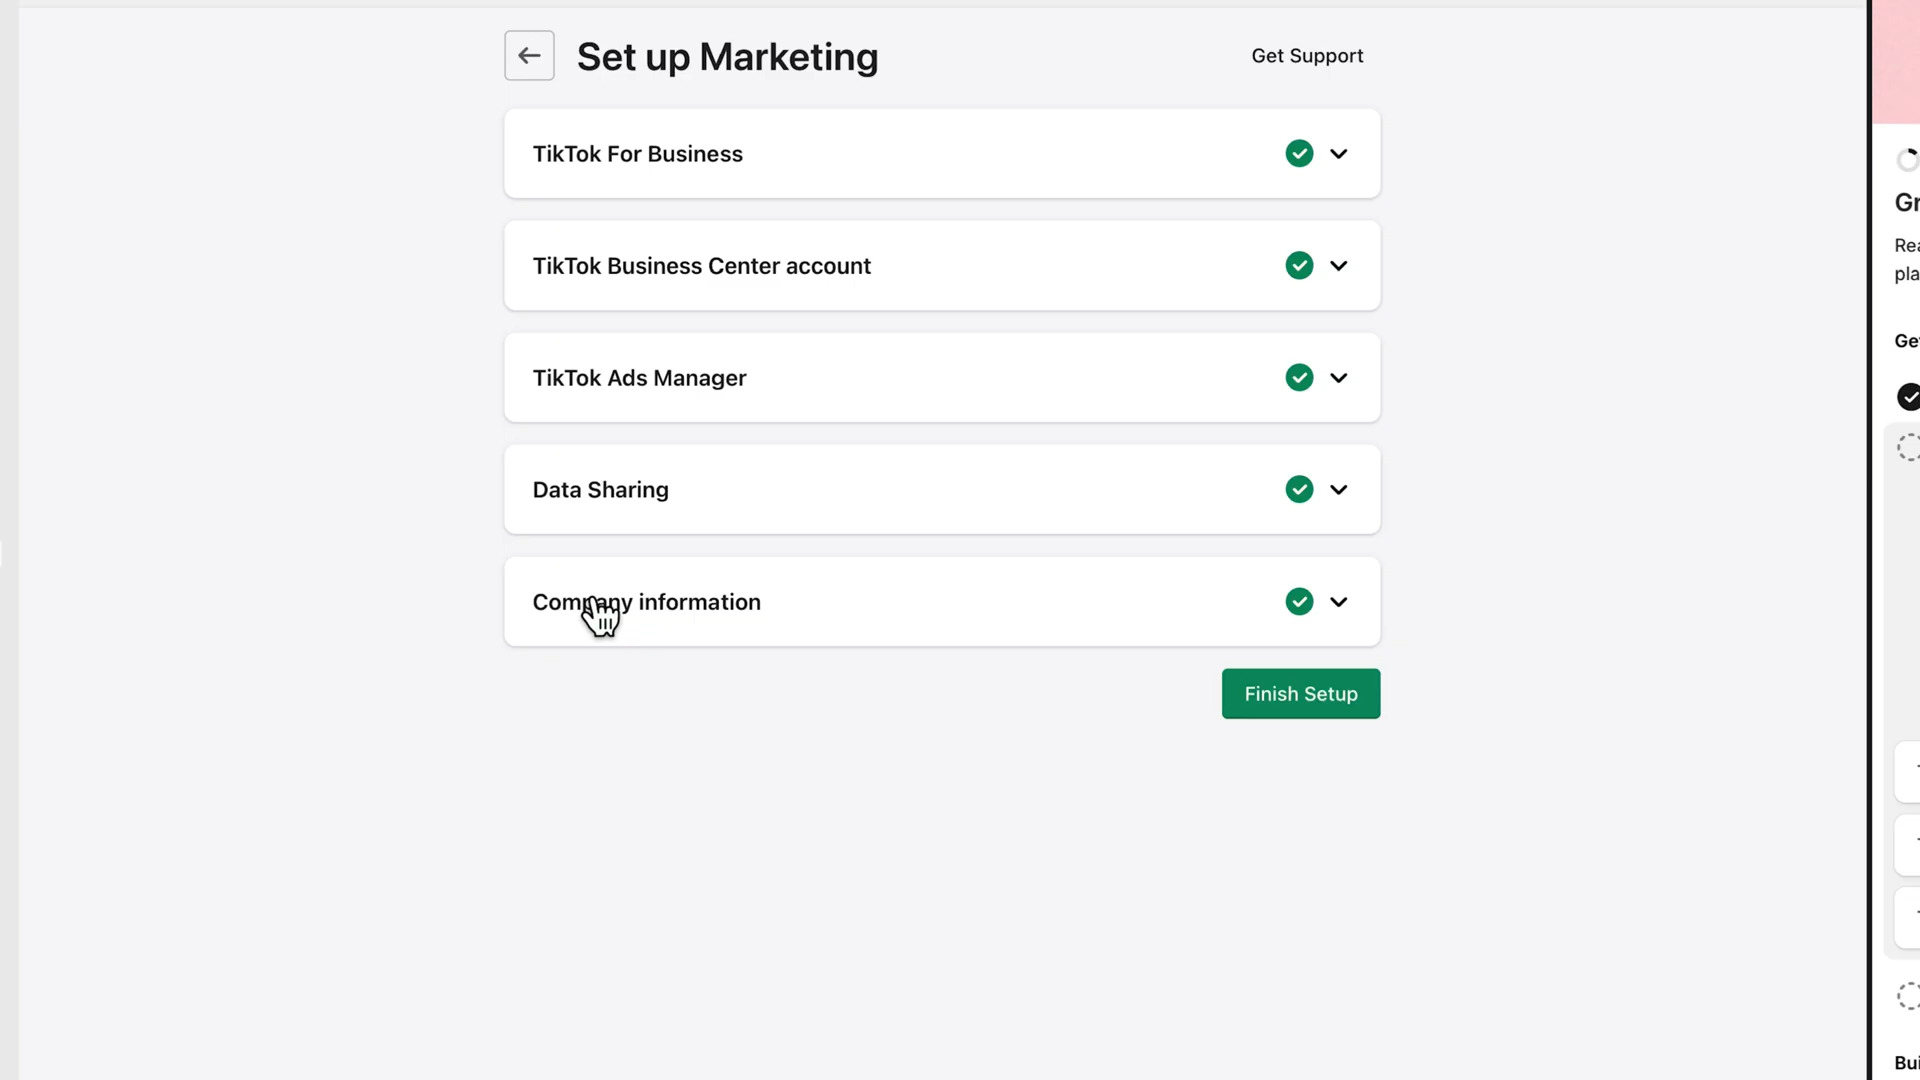 Set up Marketing
Get Support
TikTok For Business
TikTok Business Center account
TikTok Ads Manager
Data Sharing
Company information
Finish Setup